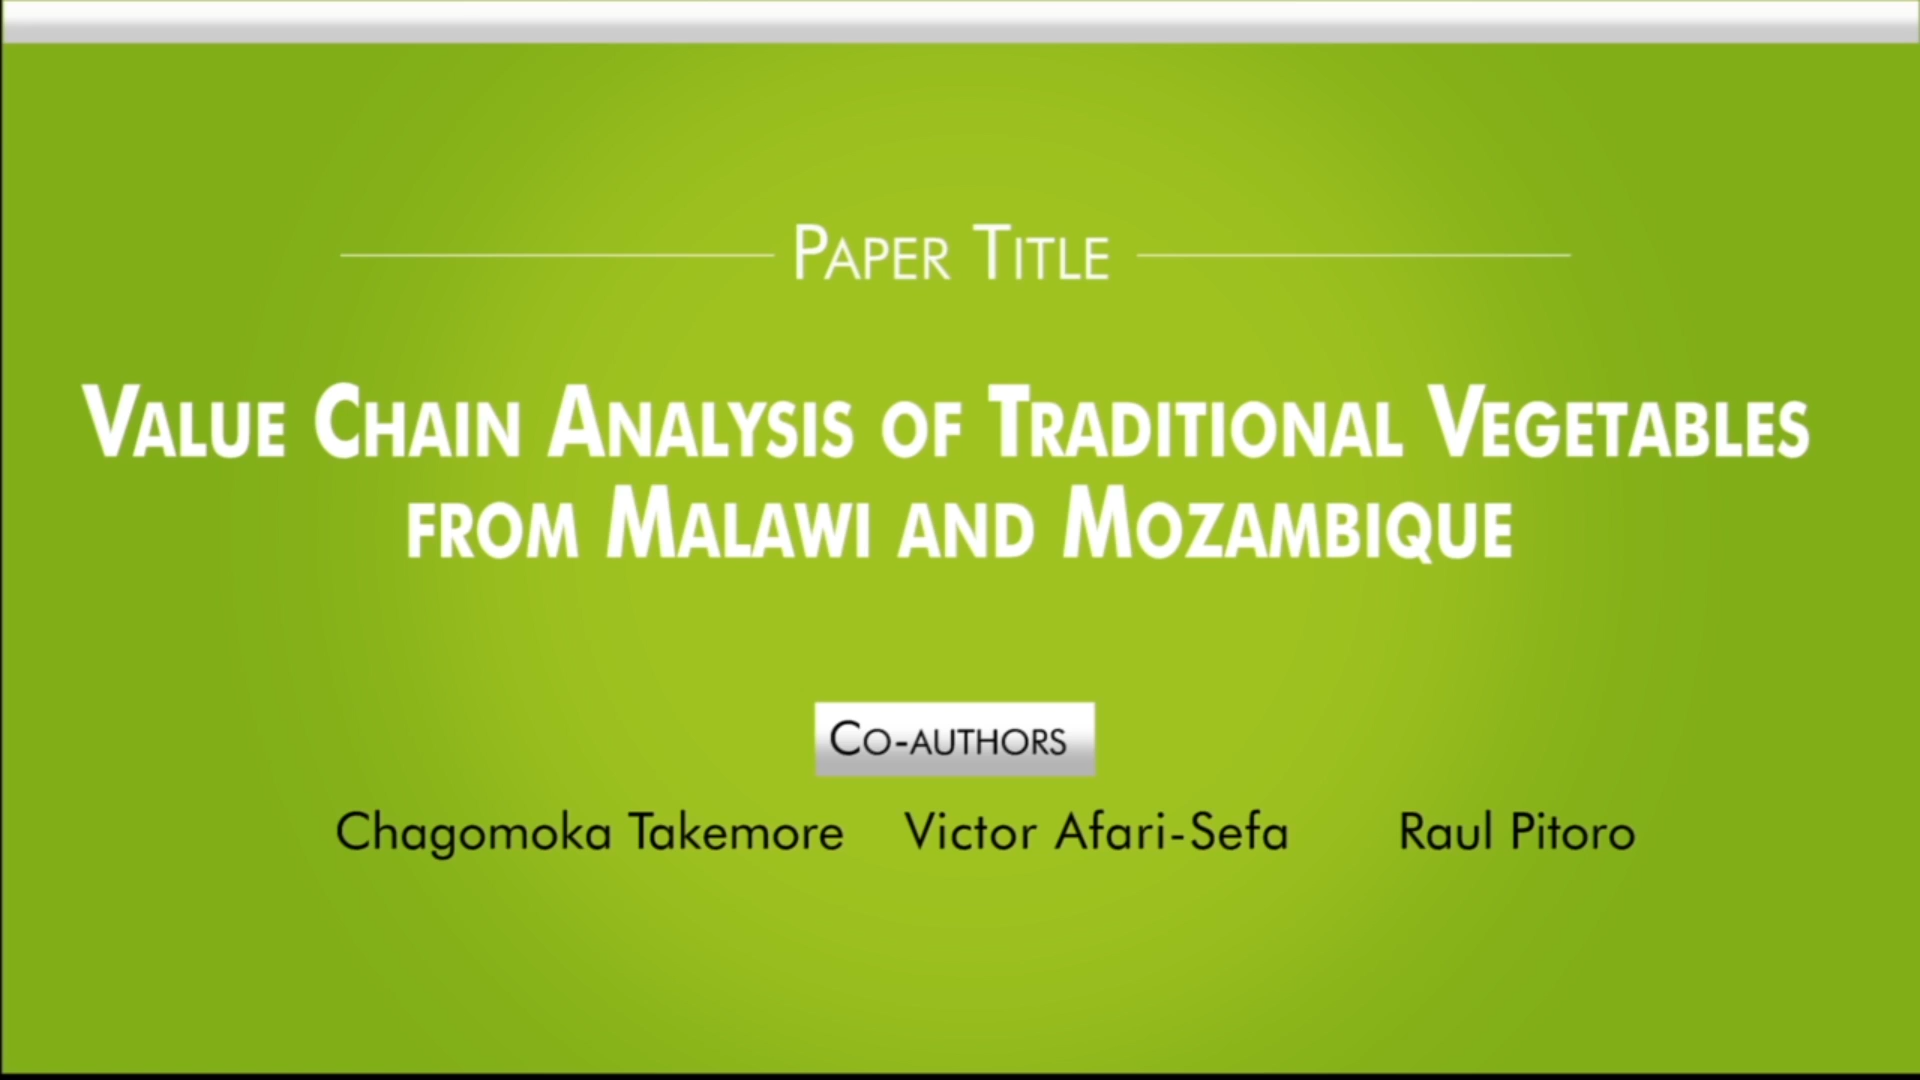 Paper Title
Value Chain Analysis of Traditional Vegetables
from Malawi and Mozambique
Co-authors
Chagomoka Takemore Victor Afari-Sefa Raul Pitoro